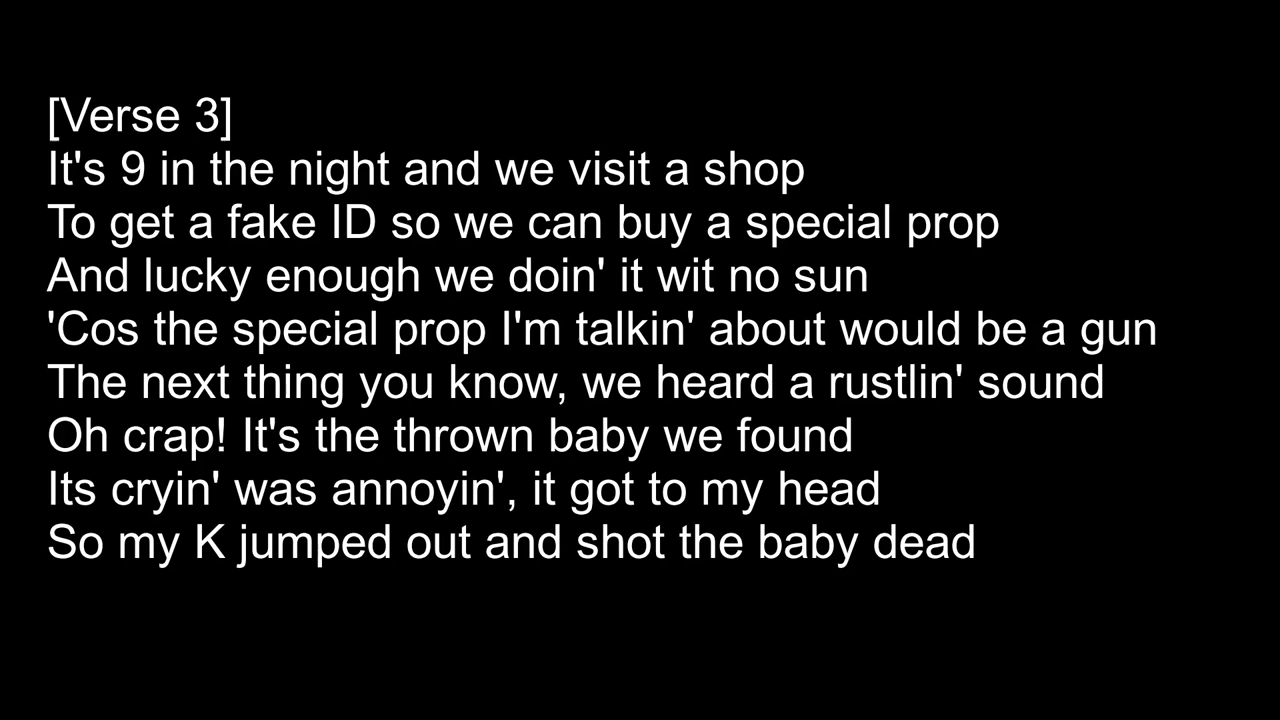 [Verse 3]
It's 9 in the night and we visit a shop
To get a fake ID so we can buy a special prop
And lucky enough we doin' it wit no sun
'Cos the special prop I'm talkin' about would be a gun
The next thing you know, we heard a rustlin' sound
Oh crap! It's the thrown baby we found
Its cryin' was annoyin', it got to my head
So my K jumped out and shot the baby dead